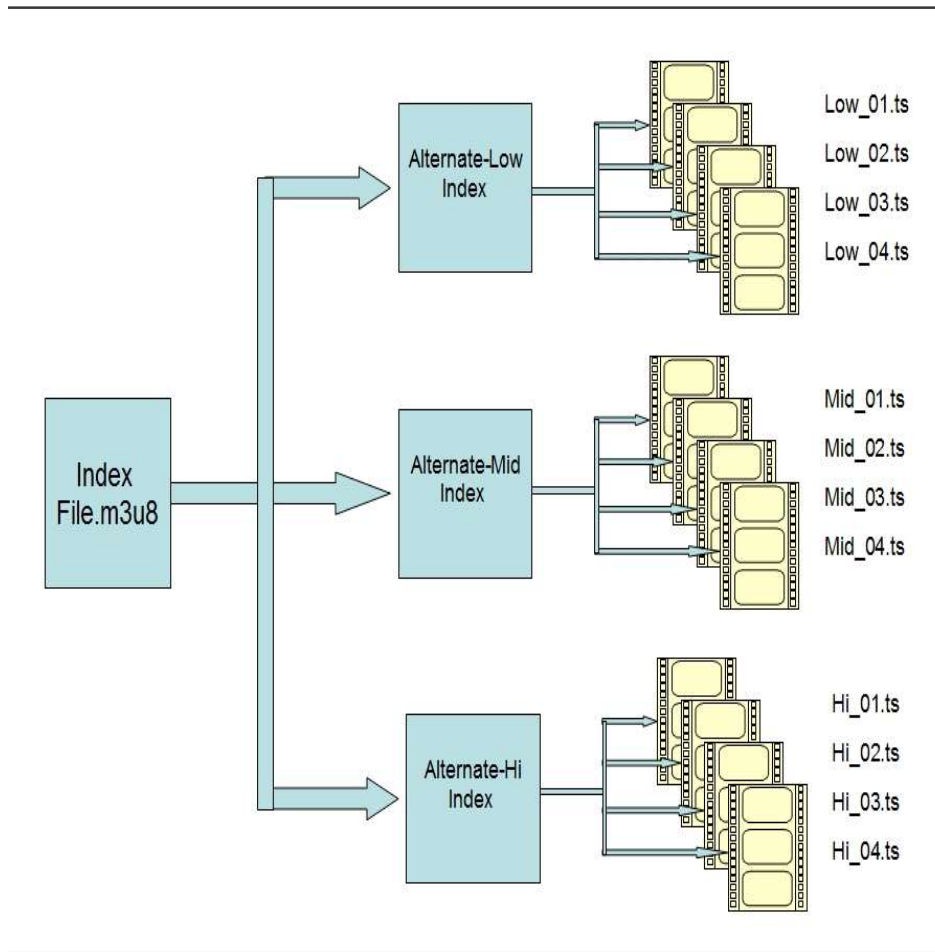 Index
File.m3u8
Alternate-Low
Index
Low_01.ts
Low_02.ts
Low_03.ts
Low_04.ts
Alternate-Mid
Index
Mid_01.ts
Mid_02.ts
Mid_03.ts
Mid_04.ts
Alternate-Hi
Index
Hi_01.ts
Hi_02.ts
Hi_03.ts
Hi_04.ts